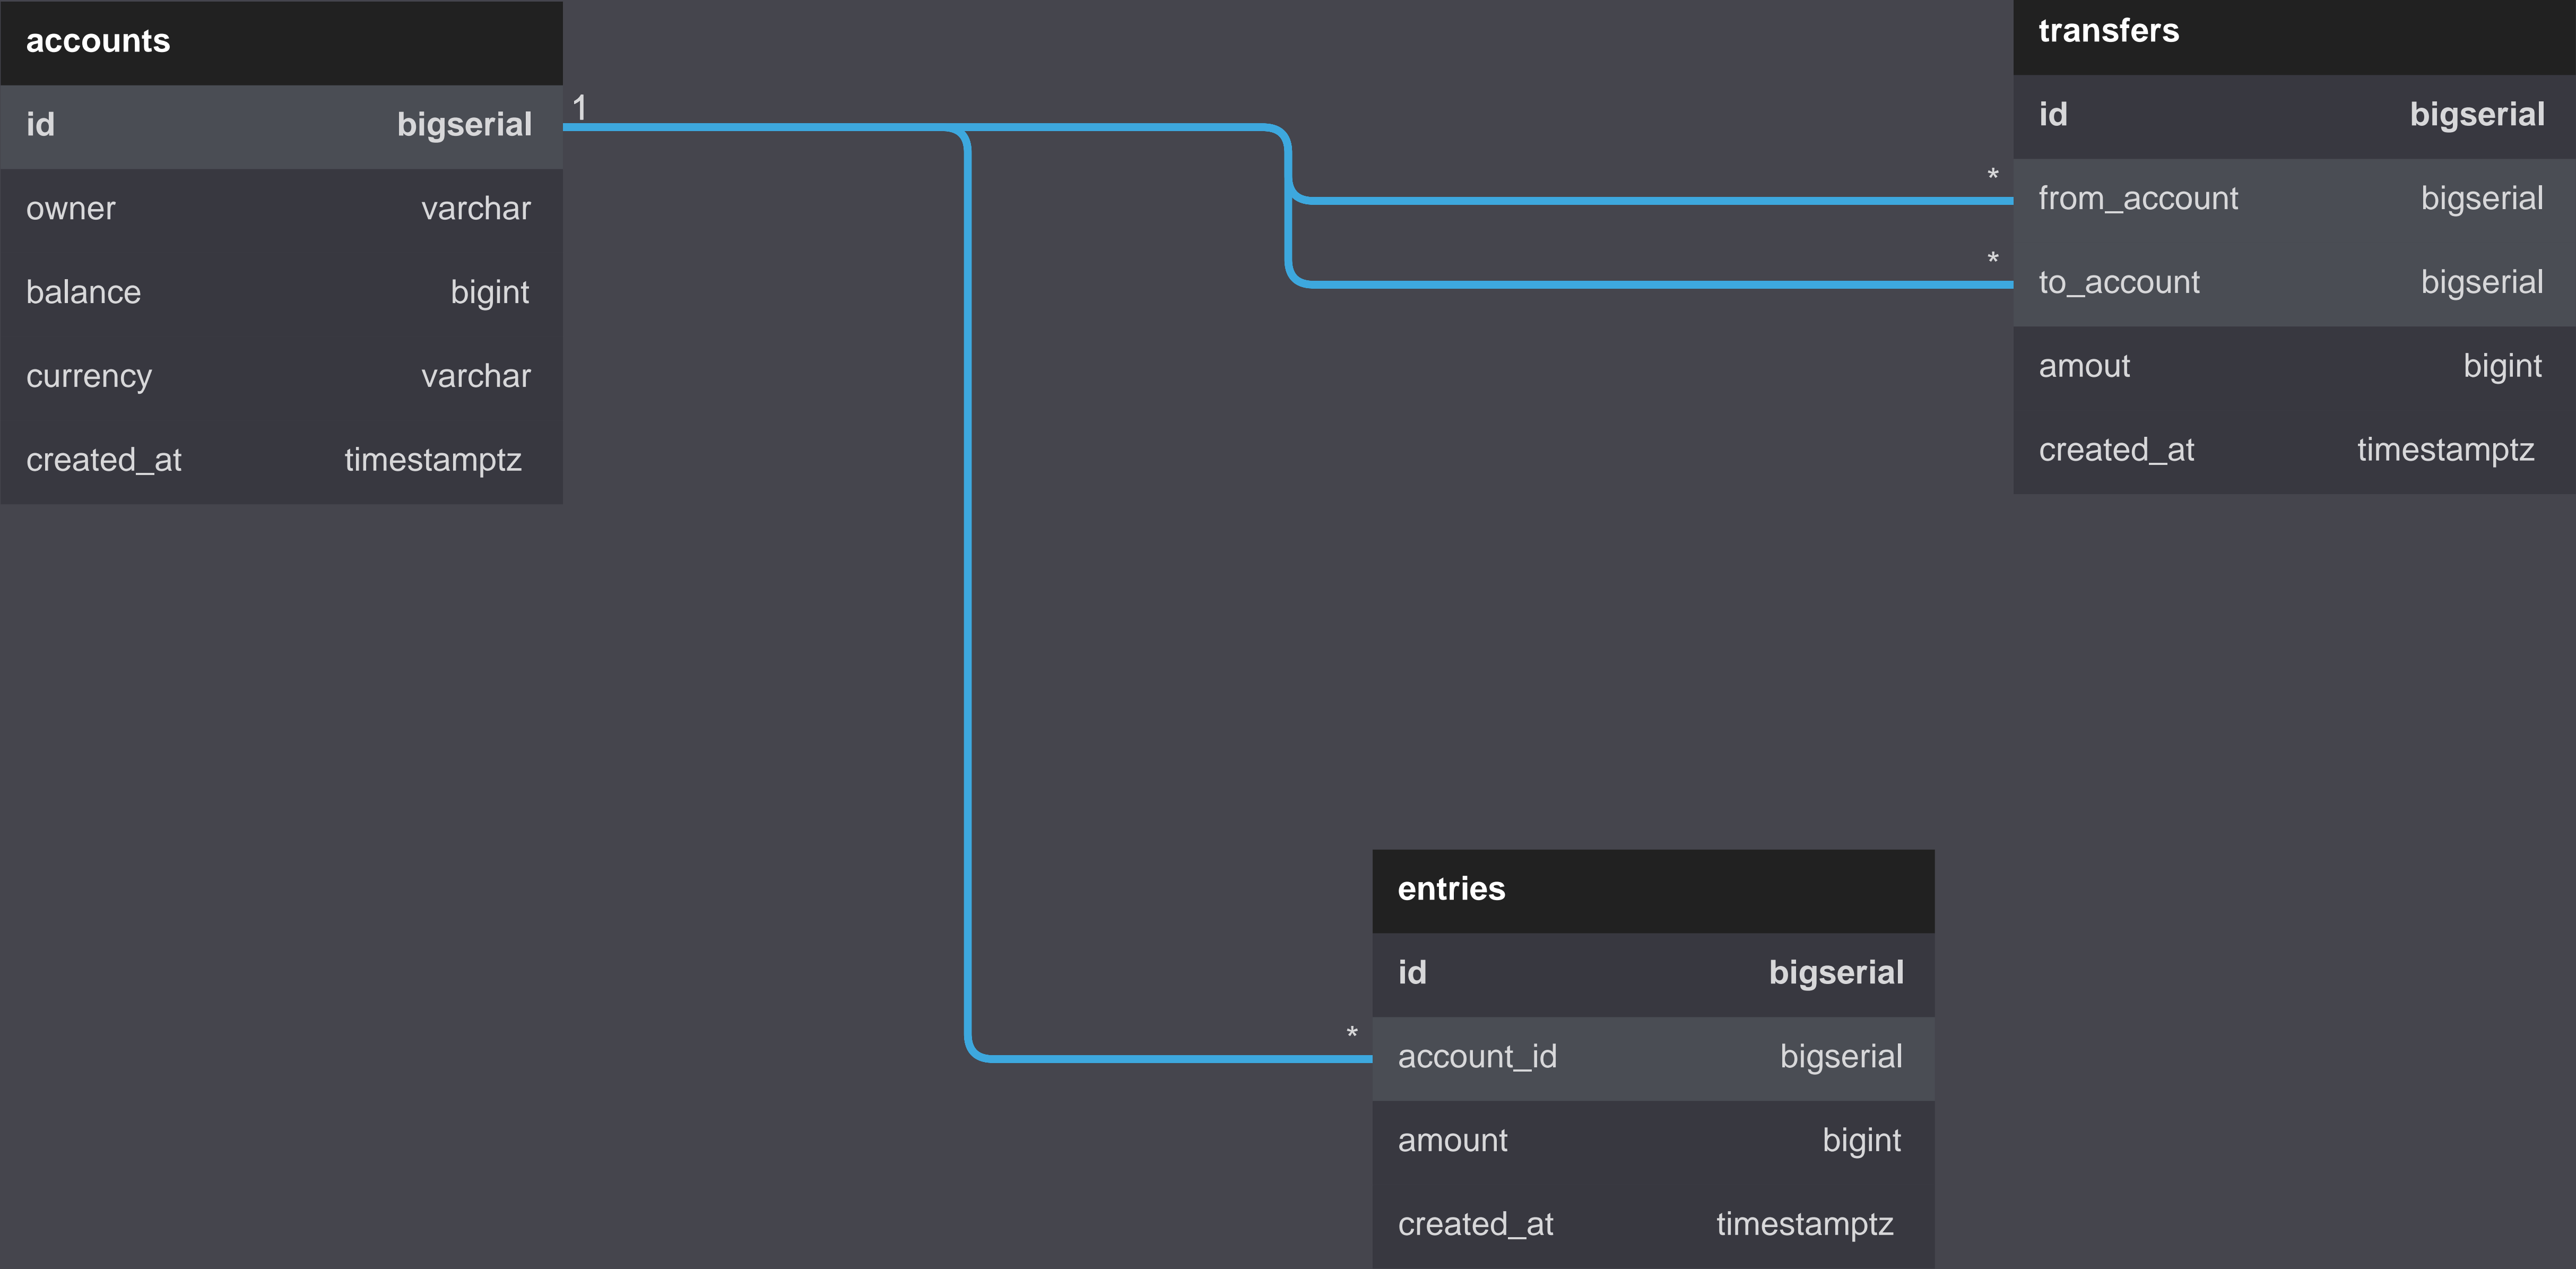 accounts
id bigserial
owner varchar
balance bigint
currency varchar
created_at timestamptz
1
*
*
transfers
id bigserial
from_account bigserial
to_account bigserial
amout bigint
created_at timestamptz
*
entries
id bigserial
account_id bigserial
amount bigint
created_at timestamptz